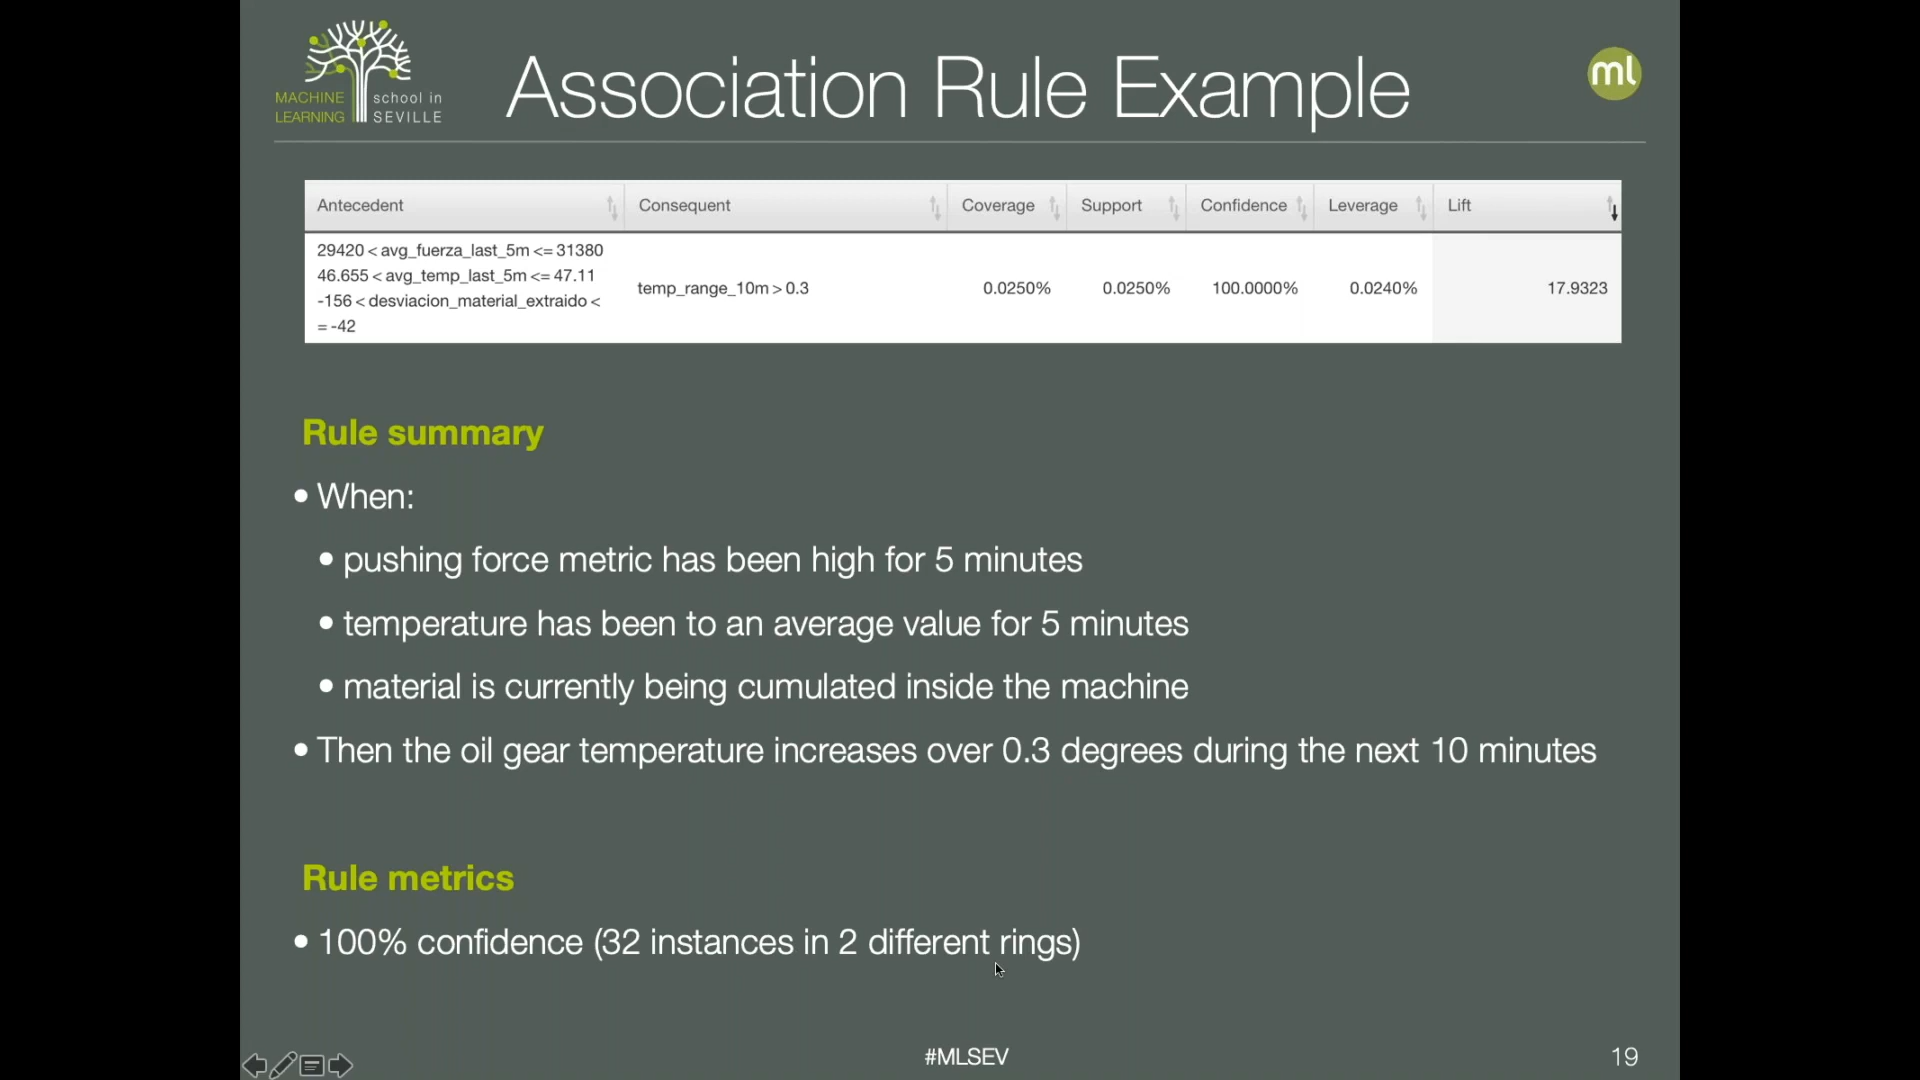 MACHINE LEARNING school in SEVILLE
Association Rule Example
ml
Antecedent Consequent Coverage Support Confidence Leverage Lift
29420 < avg_fuerza_last_5m <= 31380
46.655 < avg_temp_last_5m <= 47.11
-156 < desviacion_material_extraido <
= -42
temp_range_10m > 0.3 0.0250% 0.0250% 100.0000% 0.0240% 17.9323
Rule summary
• When:
• pushing force metric has been high for 5 minutes
• temperature has been to an average value for 5 minutes
• material is currently being cumulated inside the machine
• Then the oil gear temperature increases over 0.3 degrees during the next 10 minutes
Rule metrics
• 100% confidence (32 instances in 2 different rings)
#MLSEV
19